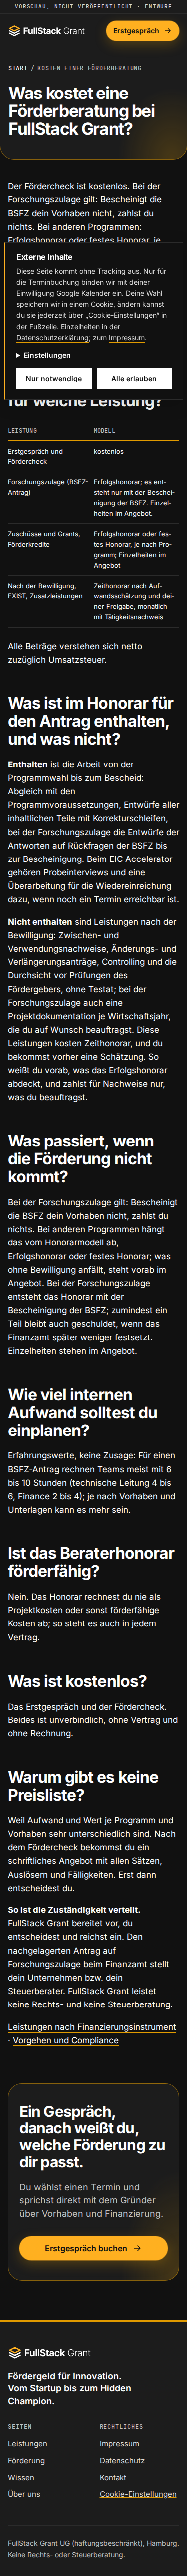 VORSCHAU, NICHT VERÖFFENTLICHT · ENTWURF
FullStack Grant
Erstgespräch →
START / KOSTEN EINER FÖRDERBERATUNG
Was kostet eine
Förderberatung bei
FullStack Grant?
Der Fördercheck ist kostenlos. Bei der
Forschungszulage gilt: Bescheinigt die
BSFZ dein Vorhaben nicht, zahlst du
nichts. Bei anderen Programmen:
Erfolgshonorar oder festes Honorar, je
Externe Inhalte
Diese Seite kommt ohne Tracking aus. Nur für
die Terminbuchung binden wir mit deiner
Einwilligung Google Kalender ein. Deine Wahl
speichern wir in einem Cookie, ändern kannst
du sie jederzeit über „Cookie-Einstellungen“ in
der Fußzeile. Einzelheiten in der
Datenschutzerklärung; zum Impressum.
Einstellungen
Nur notwendige
Alle erlauben
für welche Leistung?
LEISTUNG MODELL
Erstgespräch und
Fördercheck
kostenlos
Forschungszulage (BSFZ-
Antrag)
Erfolgshonorar; es ent-
steht nur mit der Beschei-
nigung der BSFZ. Einzel-
heiten im Angebot.
Zuschüsse und Grants,
Förderkredite
Erfolgshonorar oder fes-
tes Honorar, je nach Pro-
gramm; Einzelheiten im
Angebot
Nach der Bewilligung,
EXIST, Zusatzleistungen
Zeithonorar nach Auf-
wandsschätzung und dei-
ner Freigabe, monatlich
mit Tätigkeitsnachweis
Alle Beträge verstehen sich netto
zuzüglich Umsatzsteuer.
Was ist im Honorar für
den Antrag enthalten,
und was nicht?
Enthalten ist die Arbeit von der
Programmwahl bis zum Bescheid:
Abgleich mit den
Programmvoraussetzungen, Entwürfe aller
inhaltlichen Teile mit Korrekturschleifen,
bei der Forschungszulage die Entwürfe der
Antworten auf Rückfragen der BSFZ bis
zur Bescheinigung. Beim EIC Accelerator
gehören Probeinterviews und eine
Überarbeitung für die Wiedereinreichung
dazu, wenn noch ein Termin erreichbar ist.
Nicht enthalten sind Leistungen nach der
Bewilligung: Zwischen- und
Verwendungsnachweise, Änderungs- und
Verlängerungsanträge, Controlling und die
Durchsicht vor Prüfungen des
Fördergebers, ohne Testat; bei der
Forschungszulage auch eine
Projektdokumentation je Wirtschaftsjahr,
die du auf Wunsch beauftragst. Diese
Leistungen kosten Zeithonorar, und du
bekommst vorher eine Schätzung. So
weißt du vorab, was das Erfolgshonorar
abdeckt, und zahlst für Nachweise nur,
was du beauftragst.
Was passiert, wenn
die Förderung nicht
kommt?
Bei der Forschungszulage gilt: Bescheinigt
die BSFZ dein Vorhaben nicht, zahlst du
nichts. Bei anderen Programmen hängt
das vom Honorarmodell ab,
Erfolgshonorar oder festes Honorar; was
ohne Bewilligung anfällt, steht vorab im
Angebot. Bei der Forschungszulage
entsteht das Honorar mit der
Bescheinigung der BSFZ; zumindest ein
Teil bleibt auch geschuldet, wenn das
Finanzamt später weniger festsetzt.
Einzelheiten stehen im Angebot.
Wie viel internen
Aufwand solltest du
einplanen?
Erfahrungswerte, keine Zusage: Für einen
BSFZ-Antrag rechnen Teams meist mit 6
bis 10 Stunden (technische Leitung 4 bis
6, Finance 2 bis 4); je nach Vorhaben und
Unterlagen kann es mehr sein.
Ist das Beraterhonorar
förderfähig?
Nein. Das Honorar rechnest du nie als
Projektkosten oder sonst förderfähige
Kosten ab; so steht es auch in jedem
Vertrag.
Was ist kostenlos?
Das Erstgespräch und der Fördercheck.
Beides ist unverbindlich, ohne Vertrag und
ohne Rechnung.
Warum gibt es keine
Preisliste?
Weil Aufwand und Wert je Programm und
Vorhaben sehr unterschiedlich sind. Nach
dem Fördercheck bekommst du ein
schriftliches Angebot mit allen Sätzen,
Auslösern und Fälligkeiten. Erst dann
entscheidest du.
So ist die Zuständigkeit verteilt.
FullStack Grant bereitet vor, du
entscheidest und reichst ein. Den
nachgelagerten Antrag auf
Forschungszulage beim Finanzamt stellt
dein Unternehmen bzw. dein
Steuerberater. FullStack Grant leistet
keine Rechts- und keine Steuerberatung.
Leistungen nach Finanzierungsinstrument
· Vorgehen und Compliance
Ein Gespräch,
danach weißt du,
welche Förderung zu
dir passt.
Du wählst einen Termin und
sprichst direkt mit dem Gründer
über Vorhaben und Finanzierung.
Erstgespräch buchen →
FullStack Grant
Fördergeld für Innovation.
Vom Startup bis zum Hidden
Champion.
SEITEN
Leistungen
Förderung
Wissen
Über uns
RECHTLICHES
Impressum
Datenschutz
Kontakt
Cookie-Einstellungen
FullStack Grant UG (haftungsbeschränkt), Hamburg.
Keine Rechts- oder Steuerberatung.